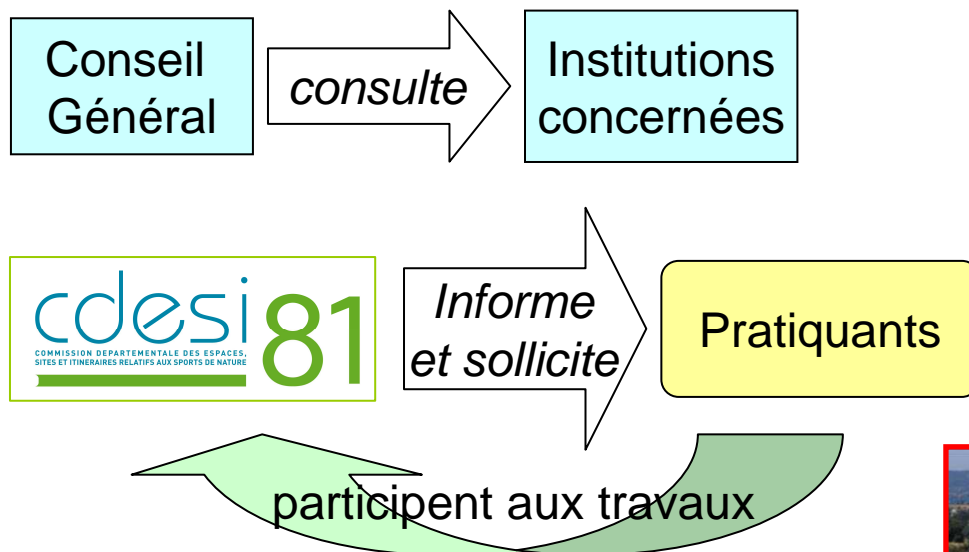 Conseil
Général
consulte
Institutions
concernées
cdesi 81
COMMISSION DEPARTEMENTALE DES ESPACES,
SITES ET ITINERAIRES RELATIFS AUX SPORTS DE NATURE
Informe
et sollicite
Pratiquants
participent aux travaux